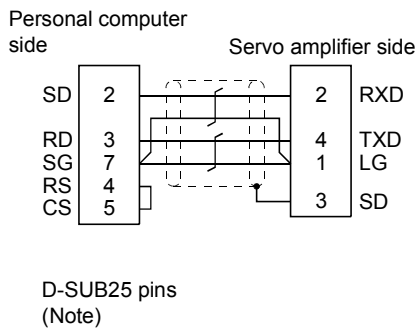 Personal computer
side
Servo amplifier side
SD 2 2 RXD
RD 3 4 TXD
SG 7 1 LG
RS 4
CS 5 3 SD
D-SUB25 pins
(Note)